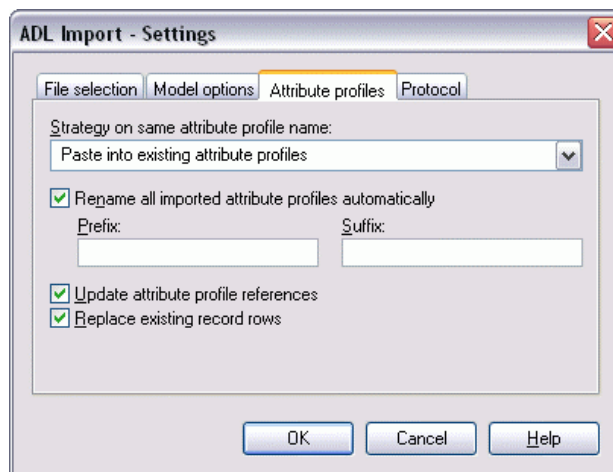 ADL Import - Settings
File selection Model options Attribute profiles Protocol
Strategy on same attribute profile name:
Paste into existing attribute profiles
Rename all imported attribute profiles automatically
Prefix: Suffix:
Update attribute profile references
Replace existing record rows
OK Cancel Help